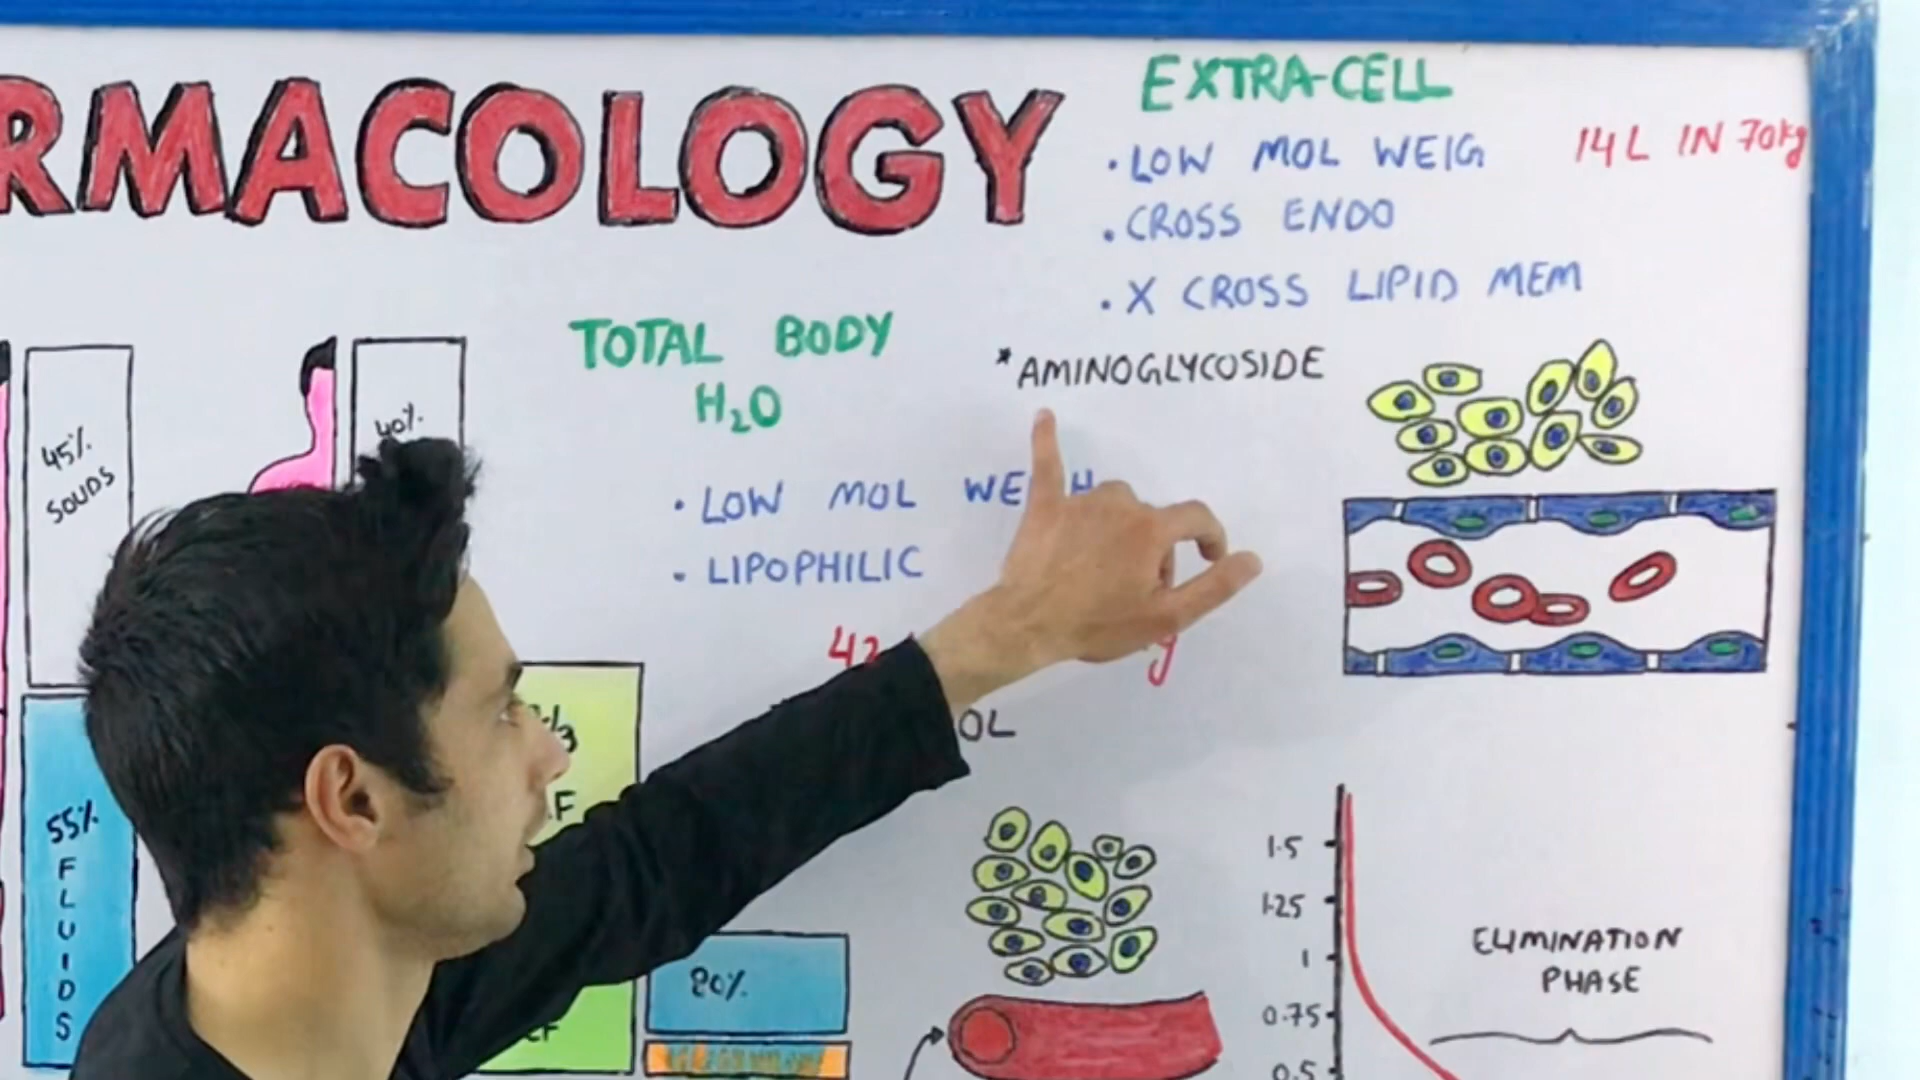 RMACOLOGY
EXTRA-CELL
• LOW MOL WEIG
14L IN 70kg
• CROSS ENDO
• X CROSS LIPID MEM
TOTAL BODY
H₂O
* AMINOGLYCOSIDE
• LOW MOL
• LIPOPHILIC
42
OL
45%
SOLIDS
40%
55%
FLUIDS
80%
1.5
1.25
1
0.75
0.5
ELIMINATION
PHASE